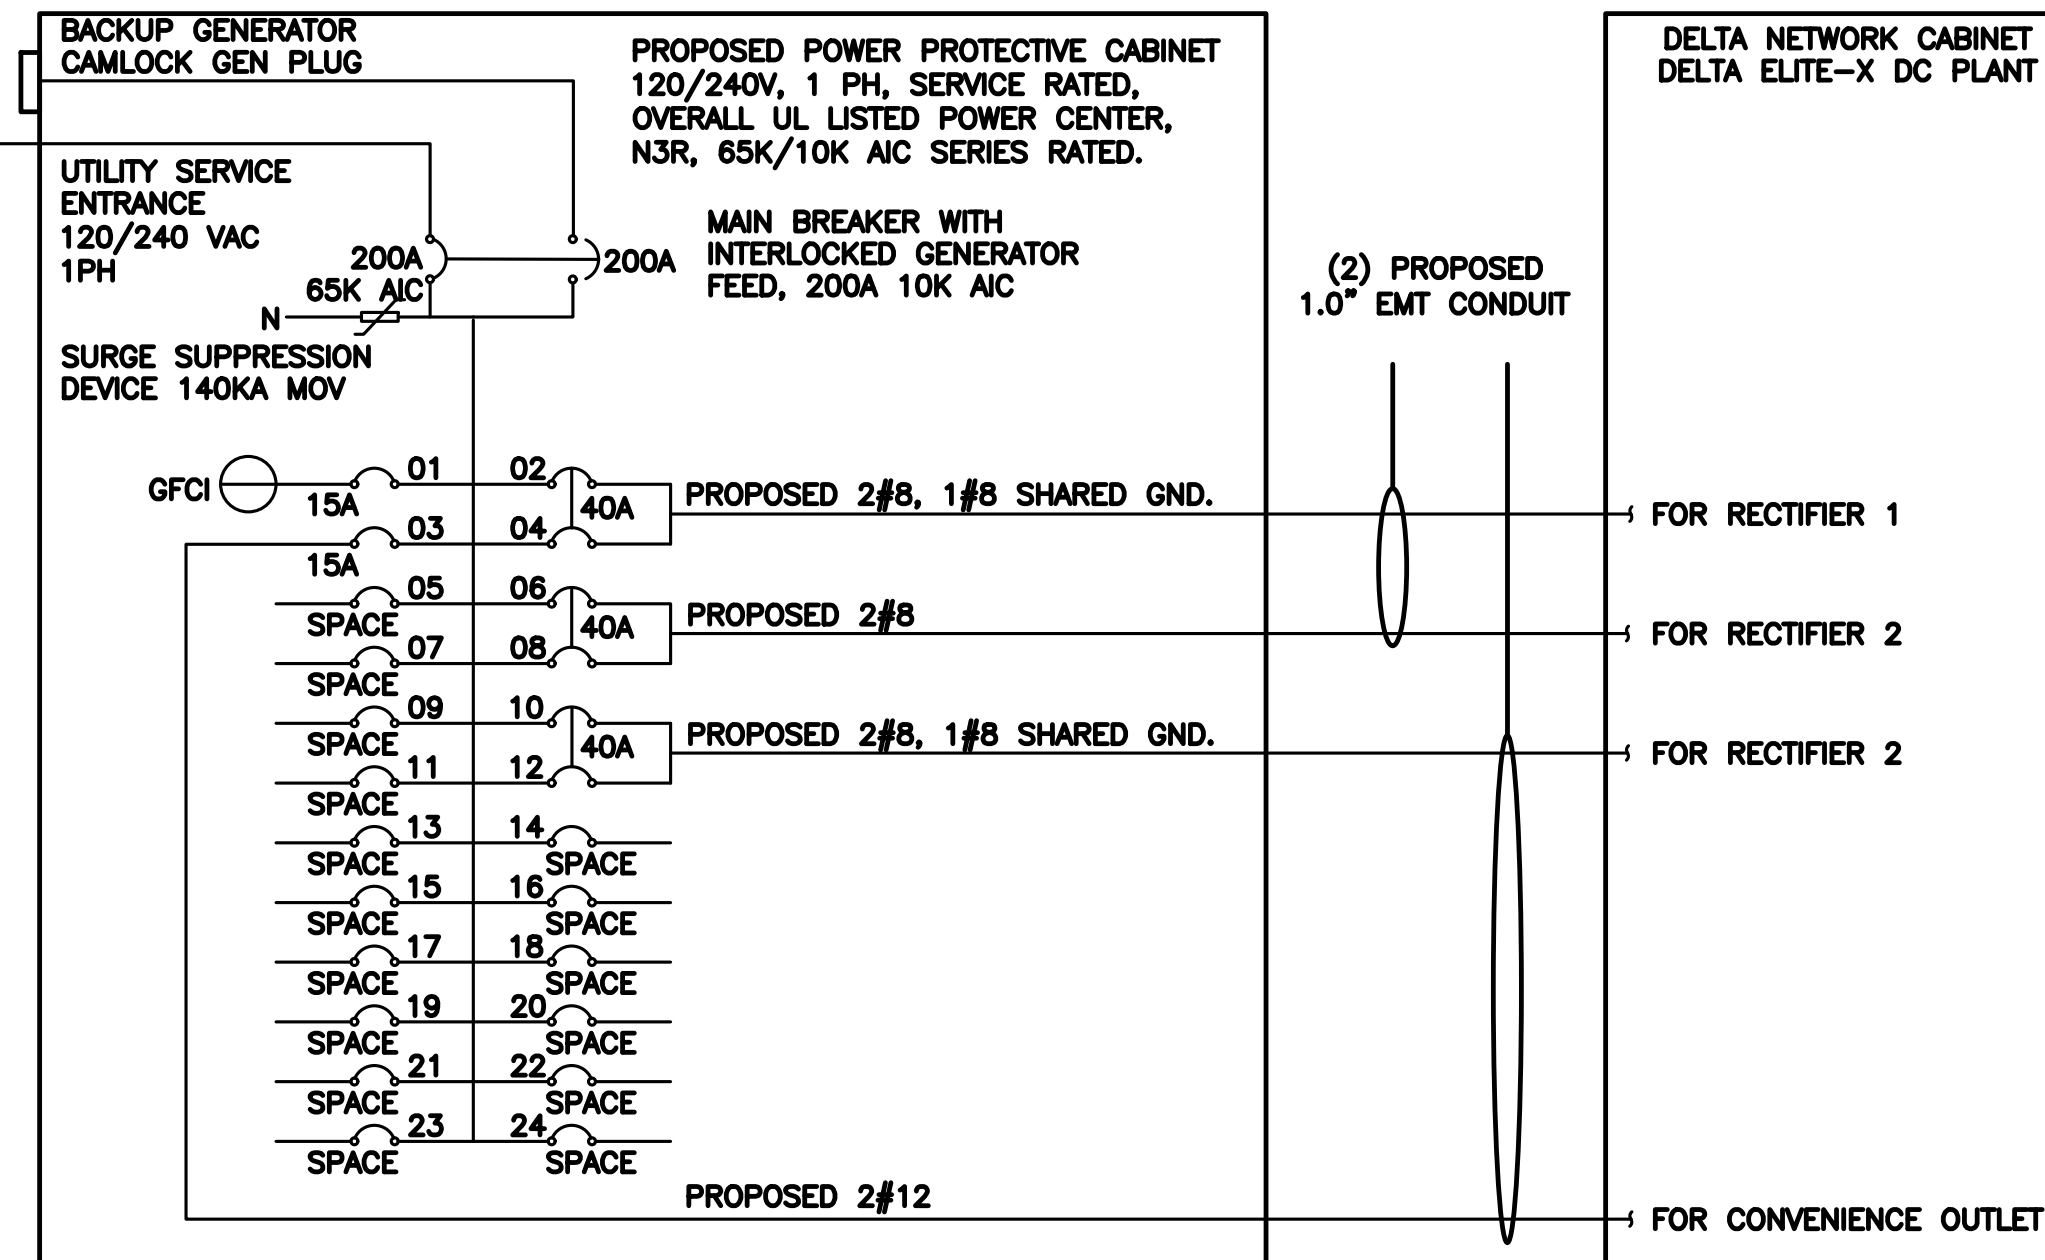 BACKUP GENERATOR
CAMLOCK GEN PLUG
PROPOSED POWER PROTECTIVE CABINET
120/240V, 1 PH, SERVICE RATED,
OVERALL UL LISTED POWER CENTER,
N3R, 65K/10K AIC SERIES RATED.
DELTA NETWORK CABINET
DELTA ELITE-X DC PLANT
UTILITY SERVICE
ENTRANCE
120/240 VAC
1PH
200A
65K AIC
200A
MAIN BREAKER WITH
INTERLOCKED GENERATOR
FEED, 200A 10K AIC
(2) PROPOSED
1.0" EMT CONDUIT
N
SURGE SUPPRESSION
DEVICE 140KA MOV
GFCI
15A
01
02
40A
PROPOSED 2#8, 1#8 SHARED GND.
FOR RECTIFIER 1
03
04
15A
05
06
SPACE
40A
PROPOSED 2#8
FOR RECTIFIER 2
07
08
SPACE
09
10
SPACE
40A
PROPOSED 2#8, 1#8 SHARED GND.
FOR RECTIFIER 2
11
12
SPACE
13
14
SPACE
SPACE
15
16
SPACE
SPACE
17
18
SPACE
SPACE
19
20
SPACE
SPACE
21
22
SPACE
SPACE
23
24
SPACE
SPACE
PROPOSED 2#12
FOR CONVENIENCE OUTLET